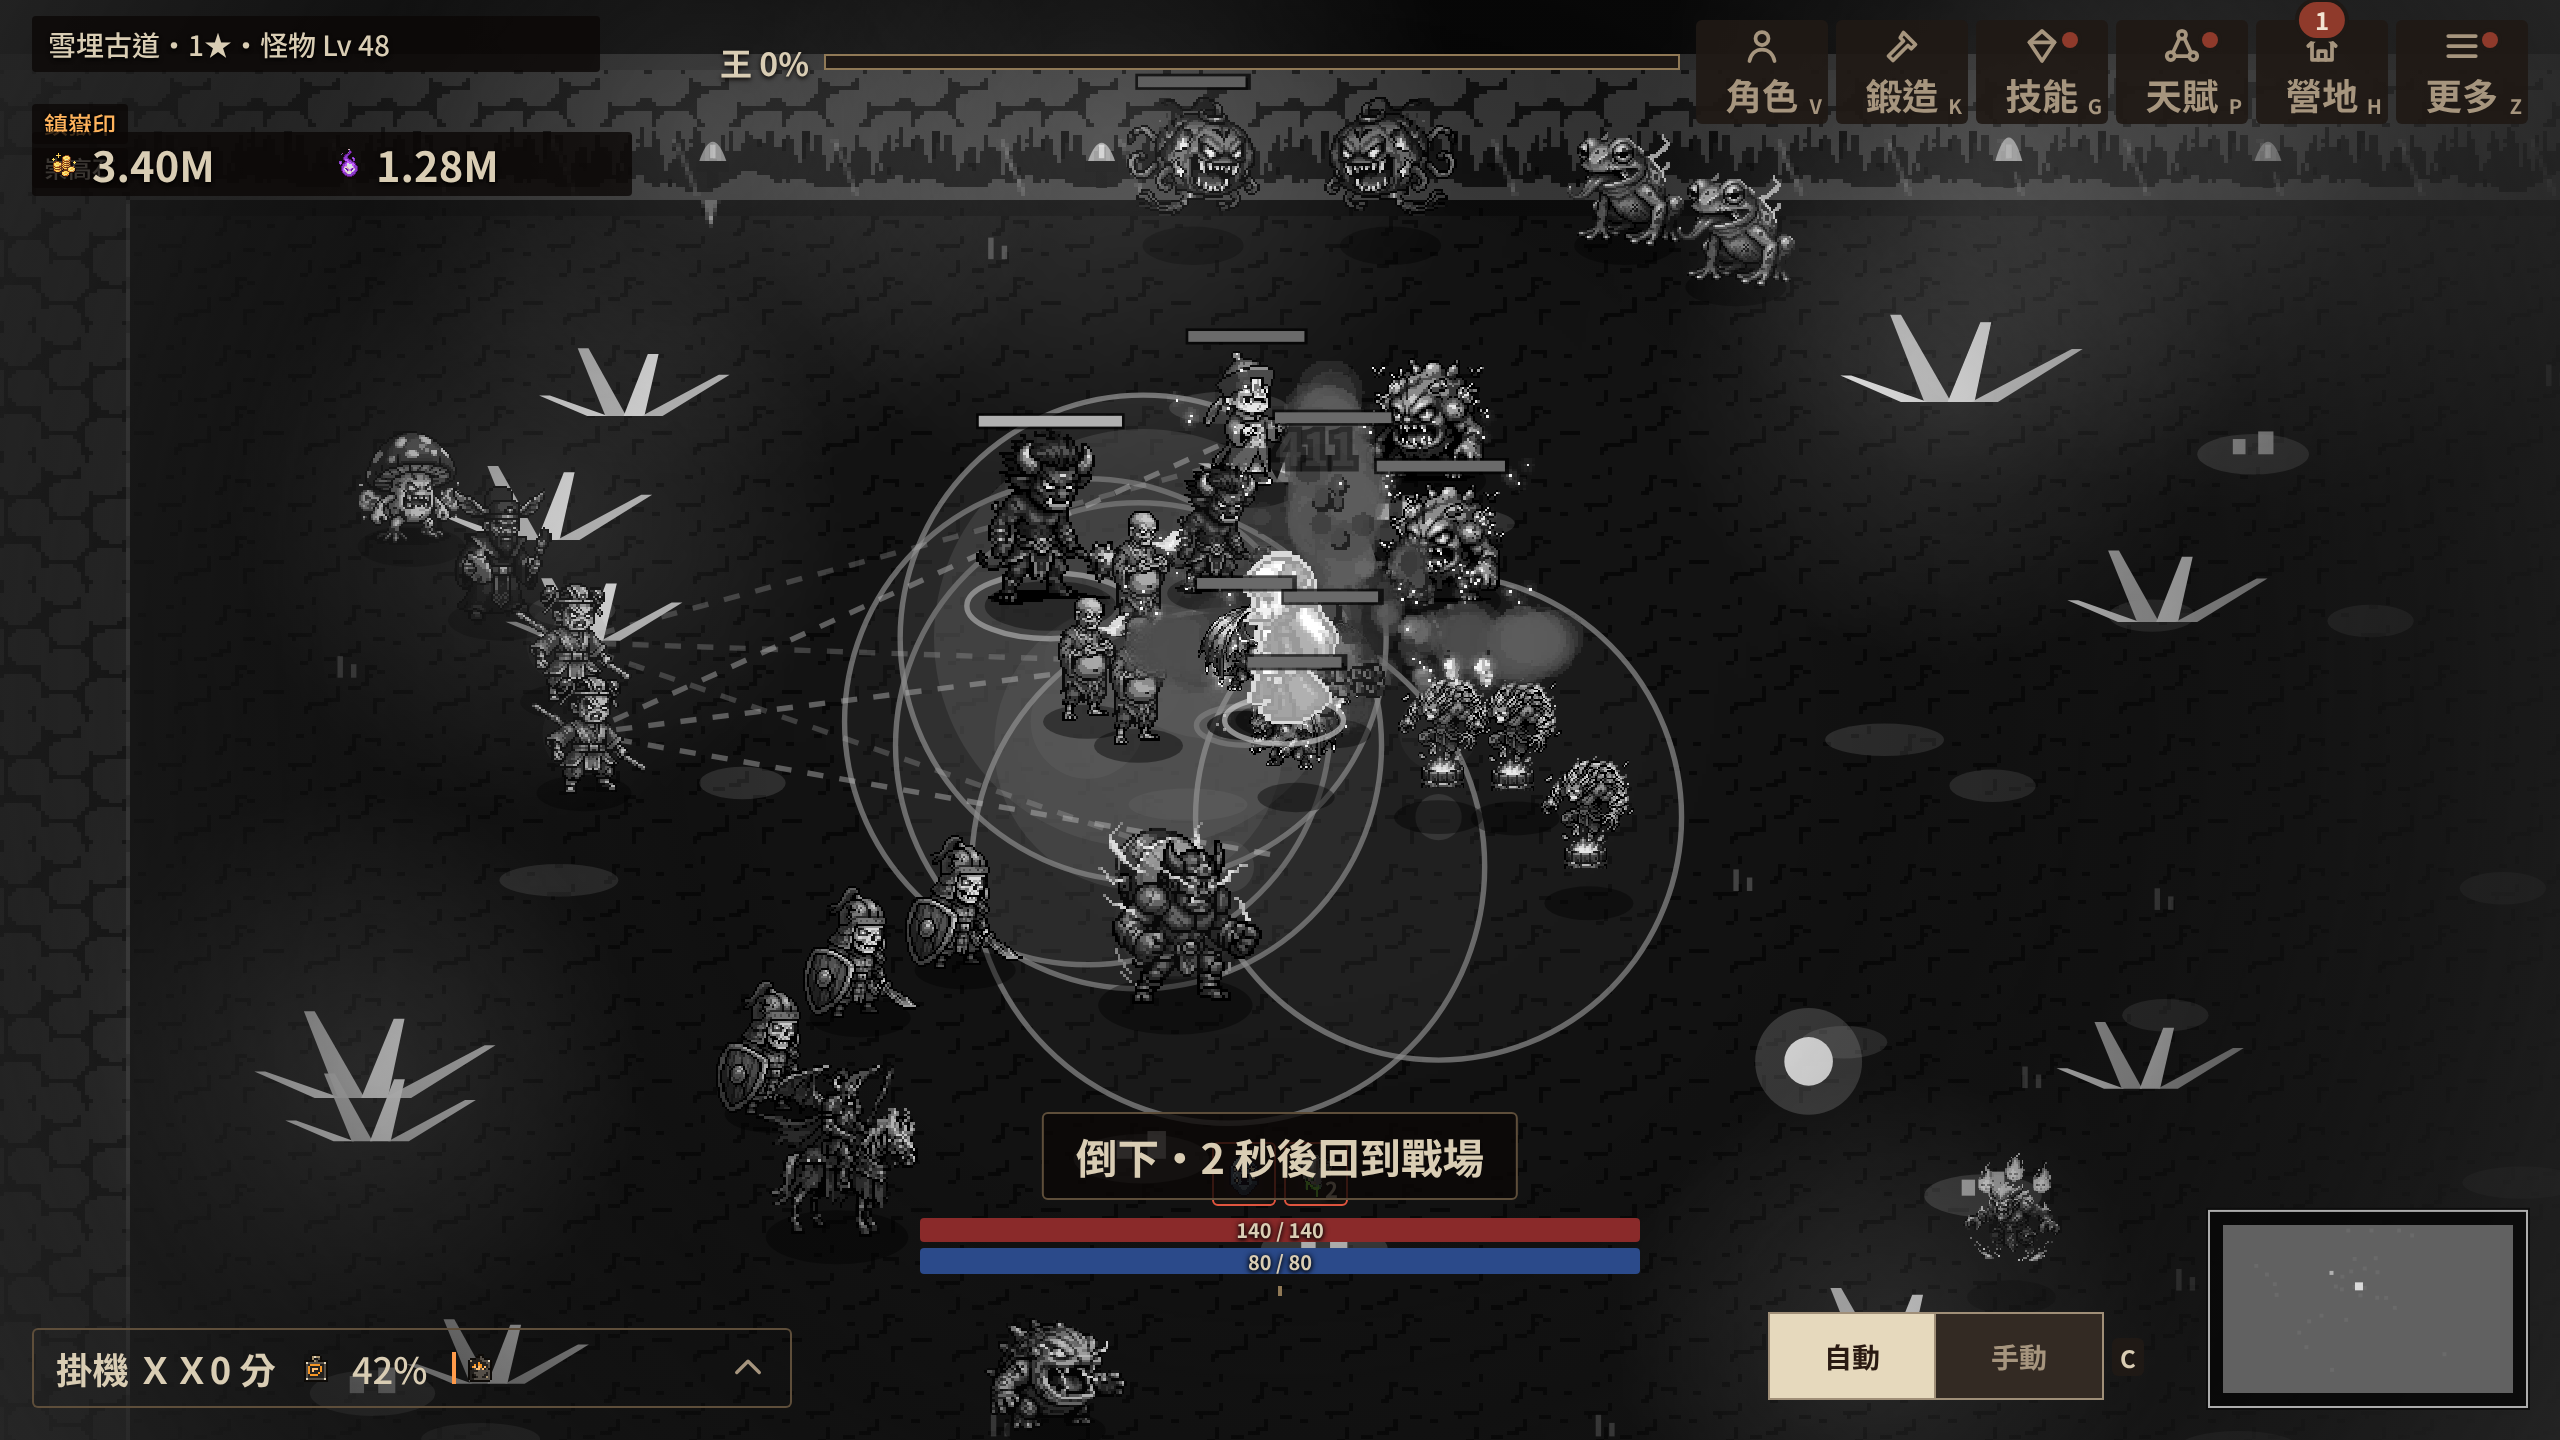 雪埋古道・1★・怪物 Lv 48
王 0%
1
角色 V
鍛造 K
技能 G
天賦 P
營地 H
更多 Z
鎮嶽印
3.40M
1.28M
411
倒下・2 秒後回到戰場
2
140 / 140
80 / 80
掛機 X X 0 分
42%
自動
手動
C